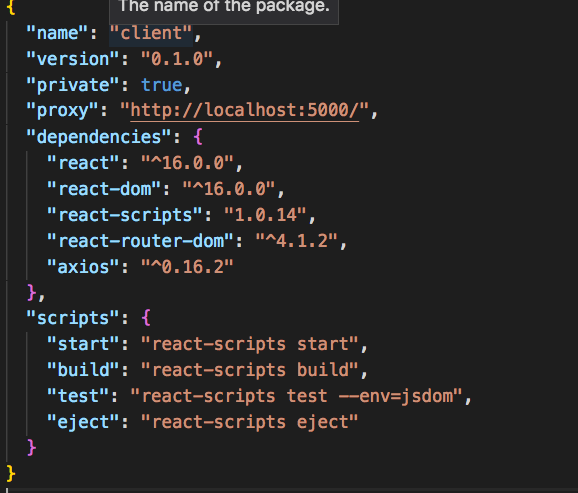 The name of the package.
{
"name": "client",
"version": "0.1.0",
"private": true,
"proxy": "http://localhost:5000/",
"dependencies": {
"react": "^16.0.0",
"react-dom": "^16.0.0",
"react-scripts": "1.0.14",
"react-router-dom": "^4.1.2",
"axios": "^0.16.2"
},
"scripts": {
"start": "react-scripts start",
"build": "react-scripts build",
"test": "react-scripts test --env=jsdom",
"eject": "react-scripts eject"
}
}